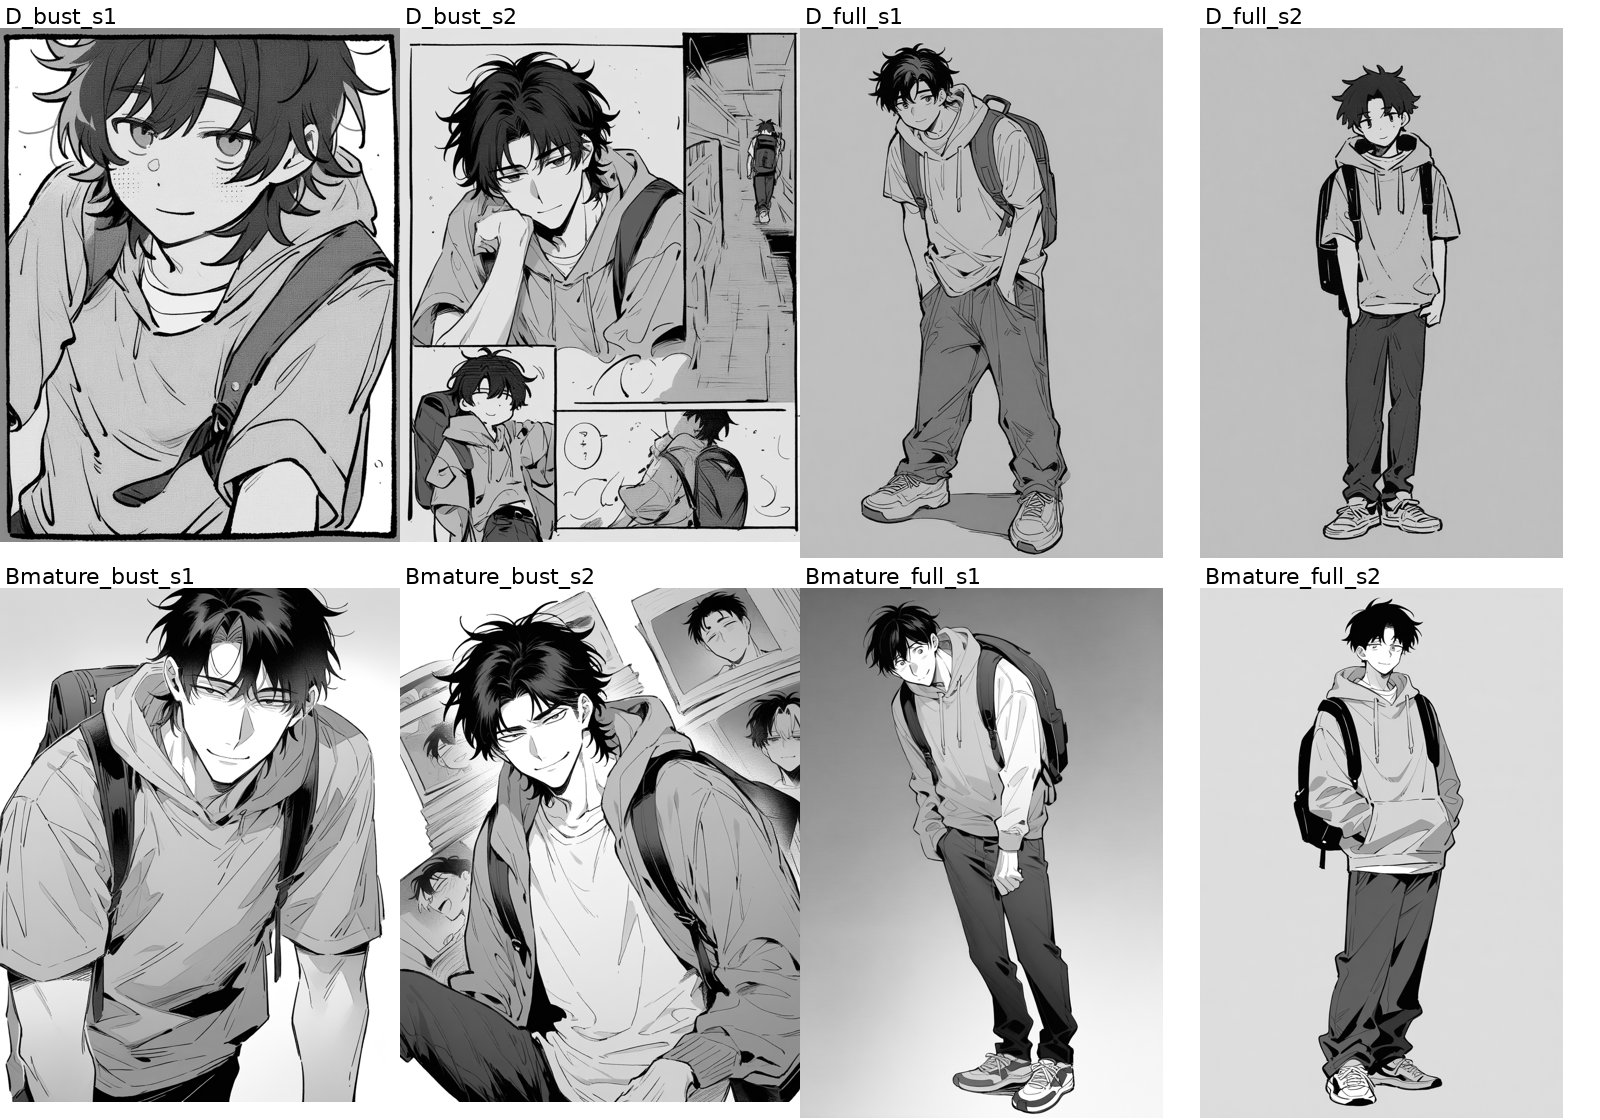 D_bust_s1
D_bust_s2
D_full_s1
D_full_s2
Bmature_bust_s1
Bmature_bust_s2
Bmature_full_s1
Bmature_full_s2